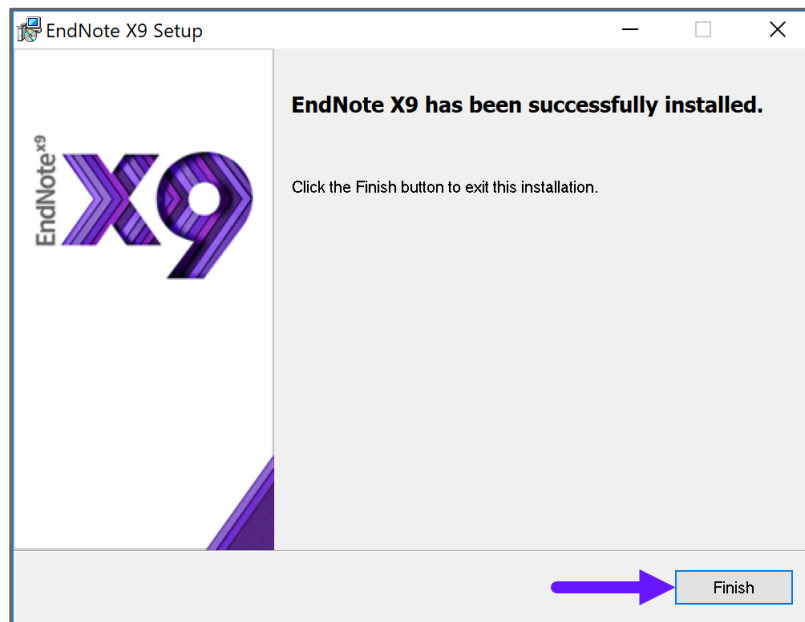 EndNote X9 Setup
EndNote x9
X9
EndNote X9 has been successfully installed.
Click the Finish button to exit this installation.
Finish